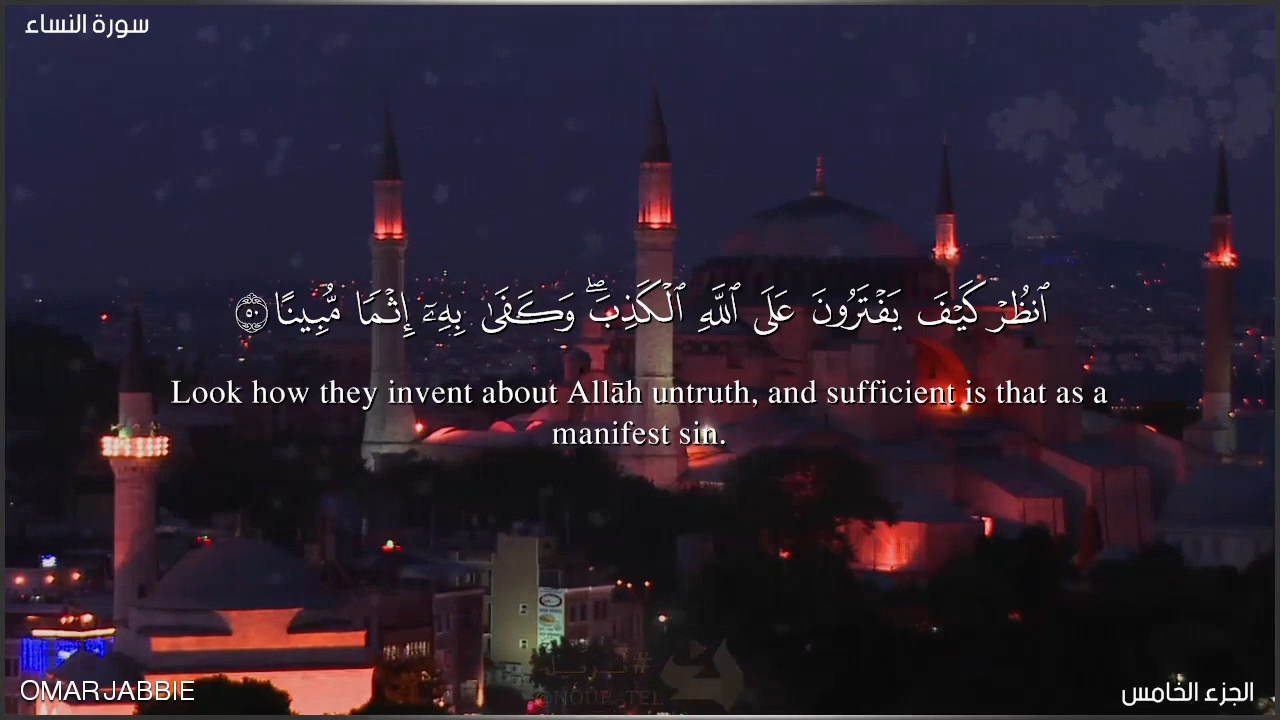 سورة النساء
ٱنظُرْ كَيْفَ يَفْتَرُونَ عَلَى ٱللَّهِ ٱلْكَذِبَ ۖ وَكَفَىٰ بِهِۦٓ إِثْمًا مُّبِينًا ٥٠
Look how they invent about Allāh untruth, and sufficient is that as a
manifest sin.
@NOUR_TEL
OMAR JABBIE
الجزء الخامس